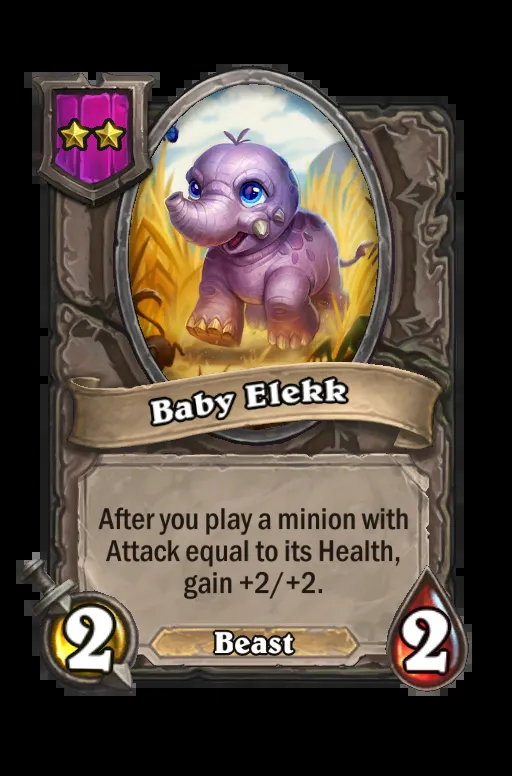 Baby Elekk
After you play a minion with
Attack equal to its Health,
gain +2/+2.
2
Beast
2